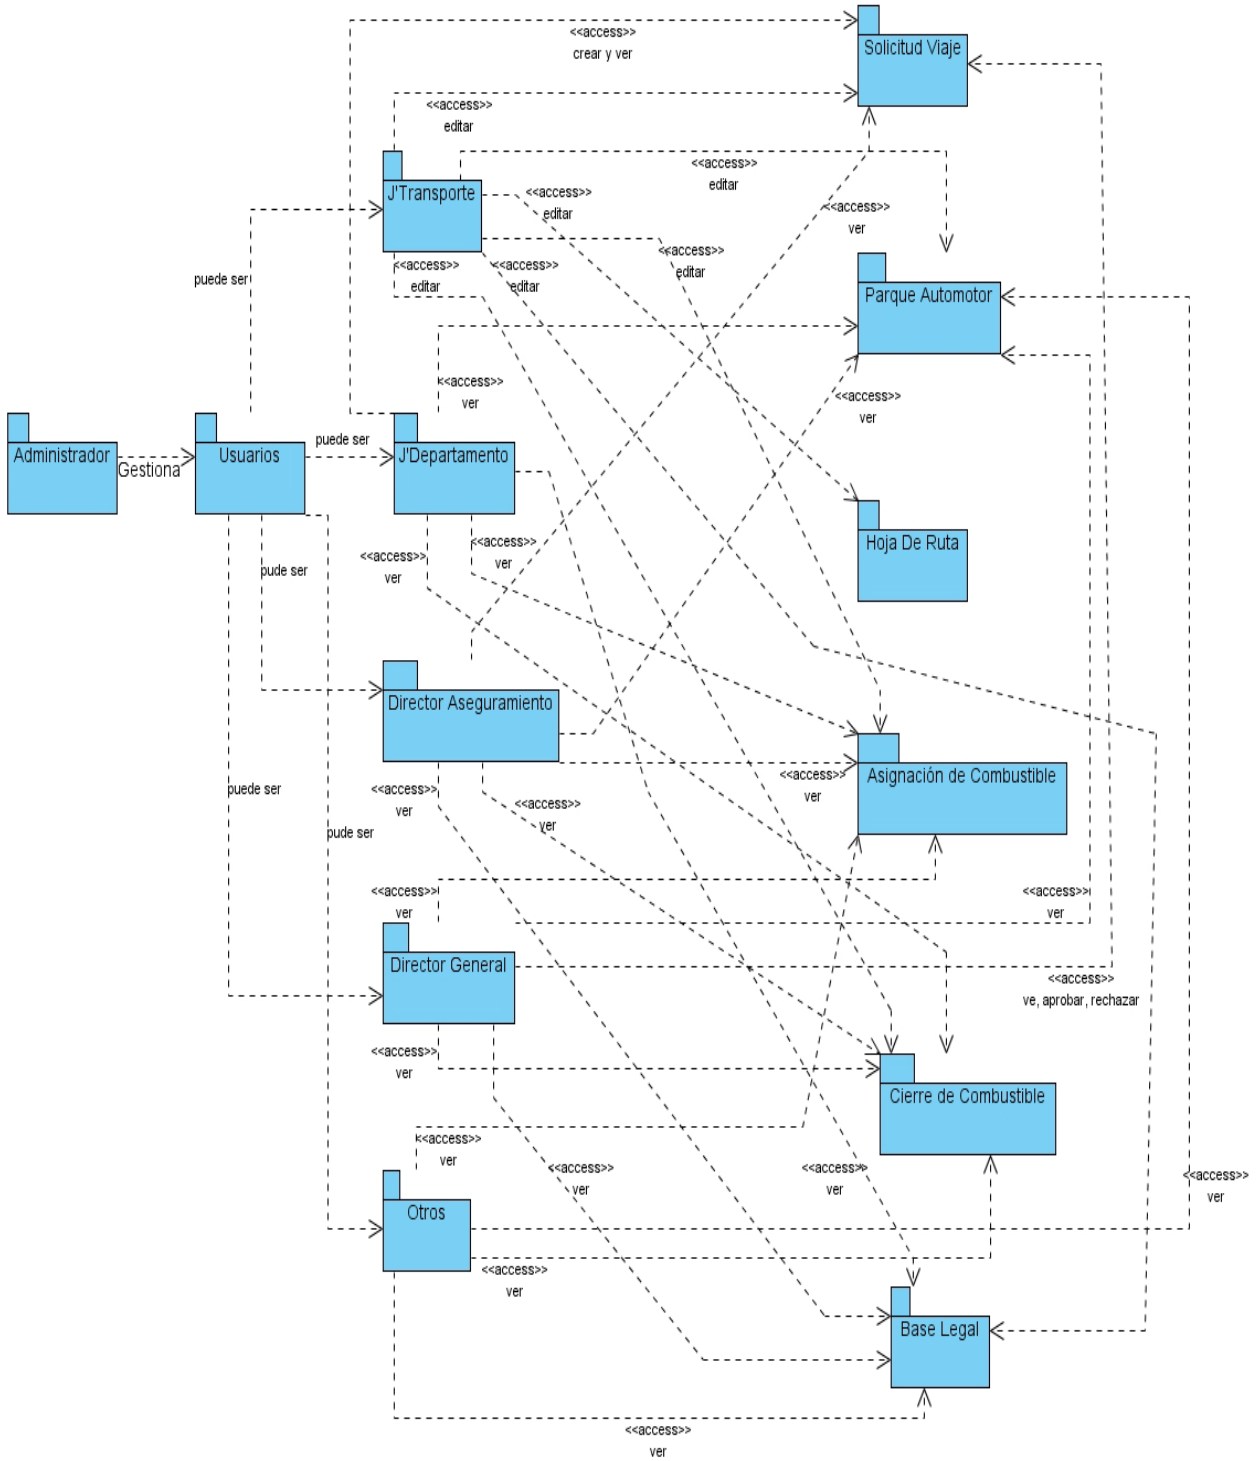 <<access>>
crear y ver
Solicitud Viaje
<<access>>
editar
<<access>>
editar
J'Transporte
<<access>>
editar
<<access>>
ver
<<access>>
editar
<<access>>
editar
<<access>>
editar
puede ser
Parque Automotor
<<access>>
ver
<<access>>
ver
Administrador
Gestiona
Usuarios
puede ser
J'Departamento
<<access>>
ver
<<access>>
ver
pude ser
Hoja De Ruta
Director Aseguramiento
puede ser
<<access>>
ver
<<access>>
ver
<<access>>
ver
Asignación de Combustible
pude ser
<<access>>
ver
<<access>>
ver
Director General
<<access>>
ve, aprobar, rechazar
<<access>>
ver
Cierre de Combustible
<<access>>
ver
<<access>>
ver
<<access>>
ver
<<access>>
ver
Otros
<<access>>
ver
Base Legal
<<access>>
ver